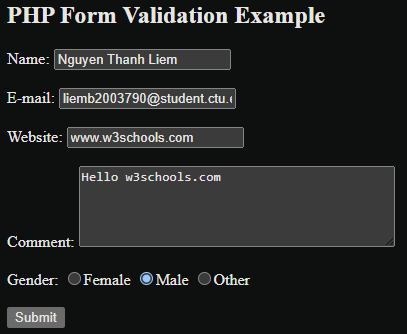 PHP Form Validation Example
Name: Nguyen Thanh Liem
E-mail: liemb2003790@student.ctu.
Website: www.w3schools.com
Hello w3schools.com
Comment:
Gender: Female Male Other
Submit